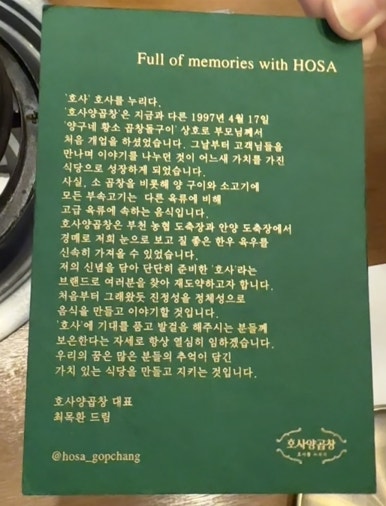 Full of memories with HOSA
'호사' 호사를 누리다.
'호사양곱창'은 지금과 다른 1997년 4월 17일
'양구네 황소 곱창돌구이' 상호로 부모님께서
처음 개업을 하셨었습니다. 그날부터 고객님들을
만나며 이야기를 나누던 것이 어느새 가치를 가진
식당으로 성장하게 되었습니다.
사실, 소 곱창을 비롯해 양 구이와 소고기에
모든 부속고기는 다른 육류에 비해
고급 육류에 속하는 음식입니다.
호사양곱창은 부천 농협 도축장과 안양 도축장에서
경매로 저희 눈으로 보고 질 좋은 한우 육우를
신속히 가져올 수 있었습니다.
저의 신념을 담아 단단히 준비한 '호사'라는
브랜드로 여러분을 찾아 재도약하고자 합니다.
처음부터 그래왔듯 진정성을 정체성으로
음식을 만들고 이야기할 것입니다.
'호사'에 기대를 품고 발걸음 해주시는 분들께
보은한다는 자세로 항상 열심히 임하겠습니다.
우리의 꿈은 많은 분들의 추억이 담긴
가치 있는 식당을 만들고 지키는 것입니다.
호사양곱창 대표
최목환 드림
호사양곱창
호사를 누리다
@hosa_gopchang